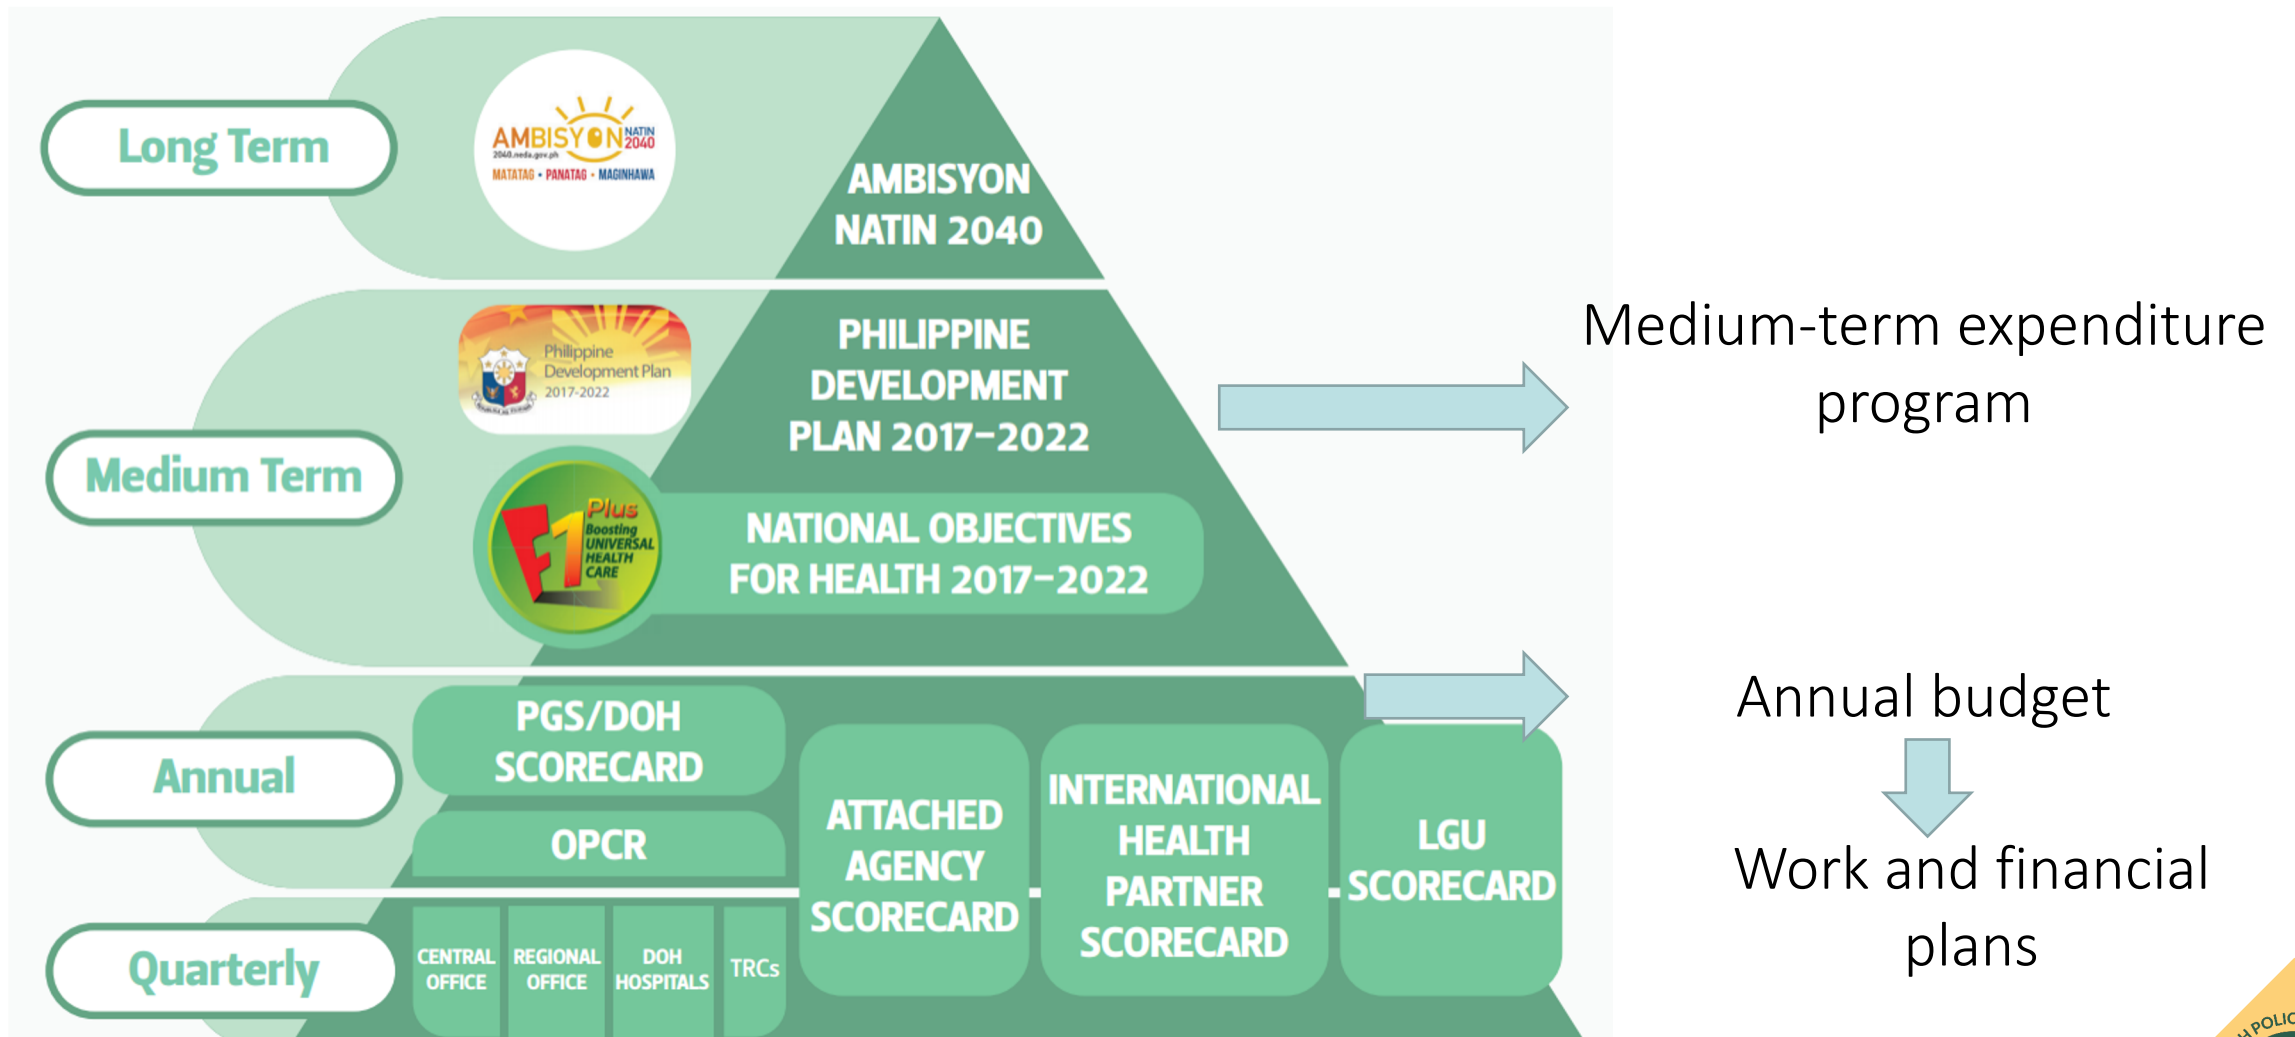 Long Term
AMBISYON NATIN 2040
2040.neda.gov.ph
MATATAG • PANATAG • MAGINHAWA
AMBISYON
NATIN 2040
Medium Term
Philippine
Development Plan
2017-2022
PHILIPPINE
DEVELOPMENT
PLAN 2017–2022
F1 Plus
Boosting
UNIVERSAL
HEALTH
CARE
NATIONAL OBJECTIVES
FOR HEALTH 2017–2022
Medium-term expenditure
program
Annual
PGS/DOH
SCORECARD
OPCR
ATTACHED
AGENCY
SCORECARD
INTERNATIONAL
HEALTH
PARTNER
SCORECARD
LGU
SCORECARD
Annual budget
Work and financial
plans
Quarterly
CENTRAL
OFFICE
REGIONAL
OFFICE
DOH
HOSPITALS
TRCs